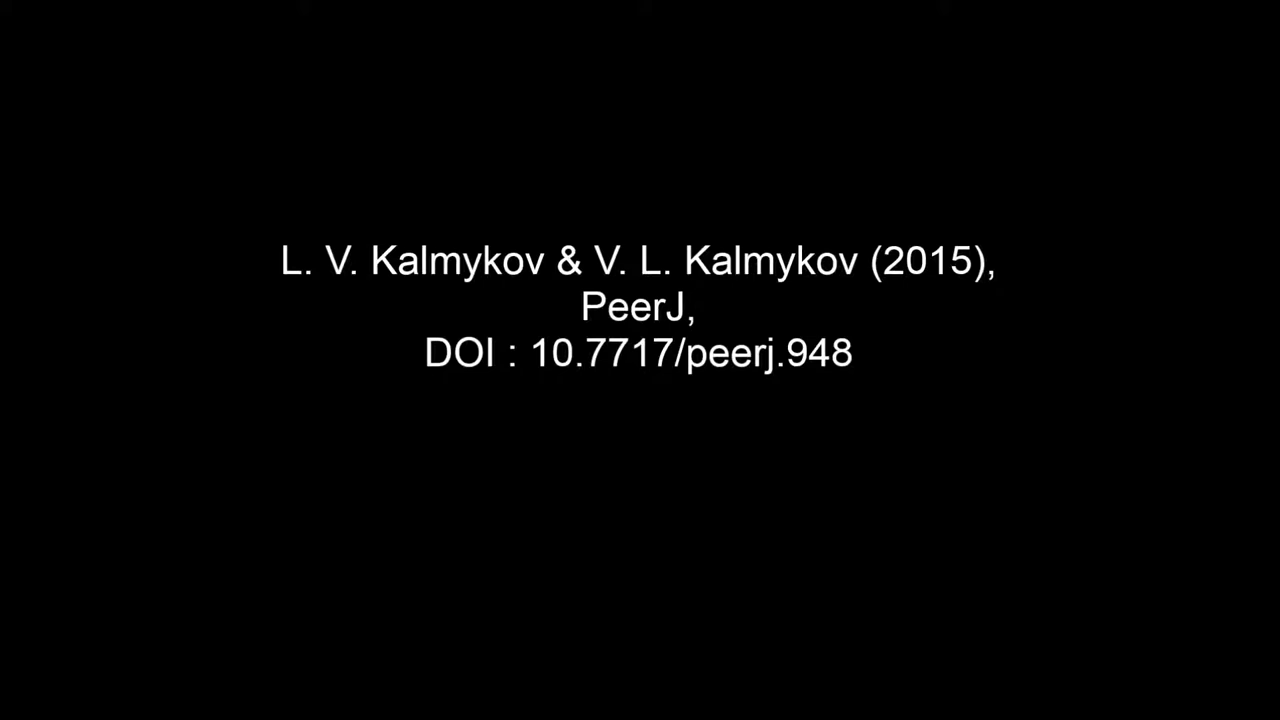 L. V. Kalmykov & V. L. Kalmykov (2015),
PeerJ,
DOI : 10.7717/peerj.948